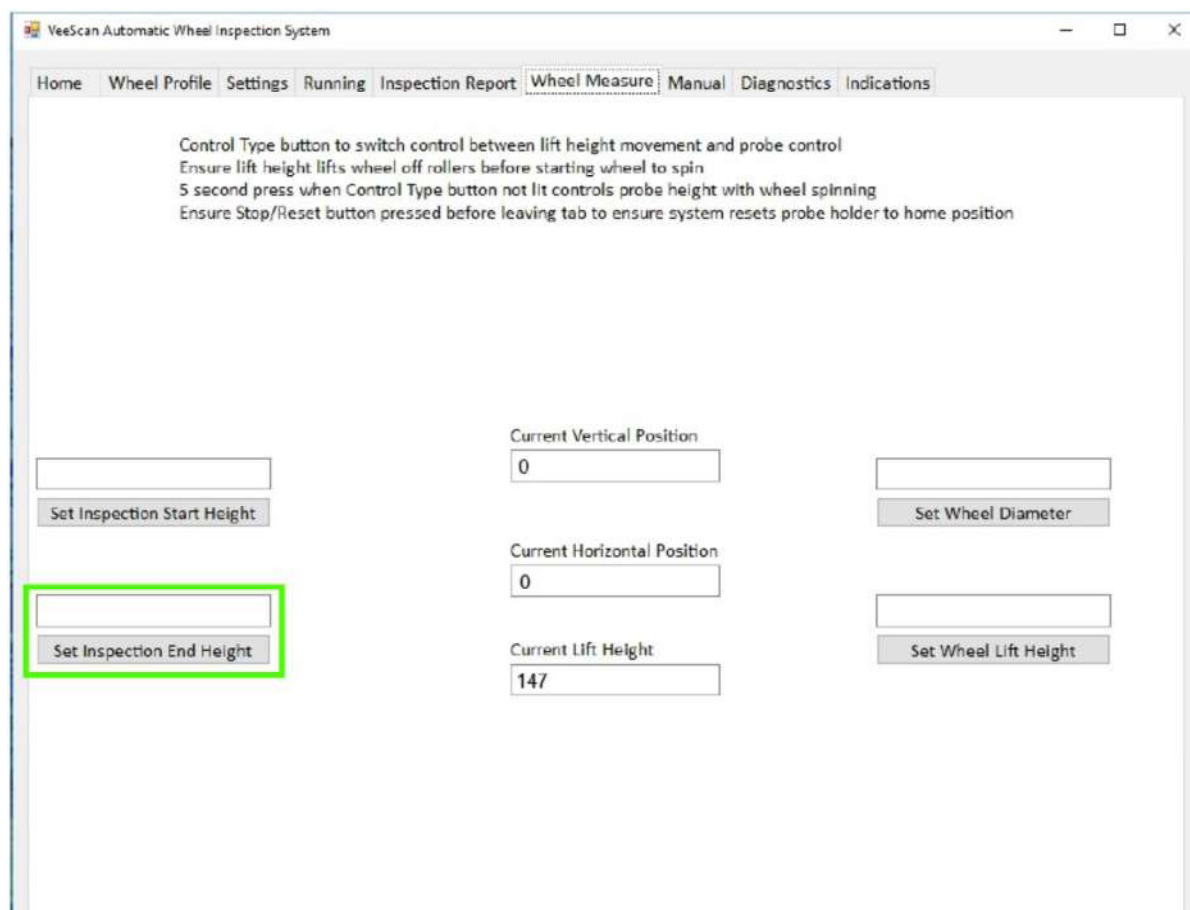 VeeScan Automatic Wheel Inspection System
Home Wheel Profile Settings Running Inspection Report Wheel Measure Manual Diagnostics Indications
Control Type button to switch control between lift height movement and probe control
Ensure lift height lifts wheel off rollers before starting wheel to spin
5 second press when Control Type button not lit controls probe height with wheel spinning
Ensure Stop/Reset button pressed before leaving tab to ensure system resets probe holder to home position
Current Vertical Position
0
Set Inspection Start Height
Set Wheel Diameter
Current Horizontal Position
0
Set Inspection End Height
Set Wheel Lift Height
Current Lift Height
147